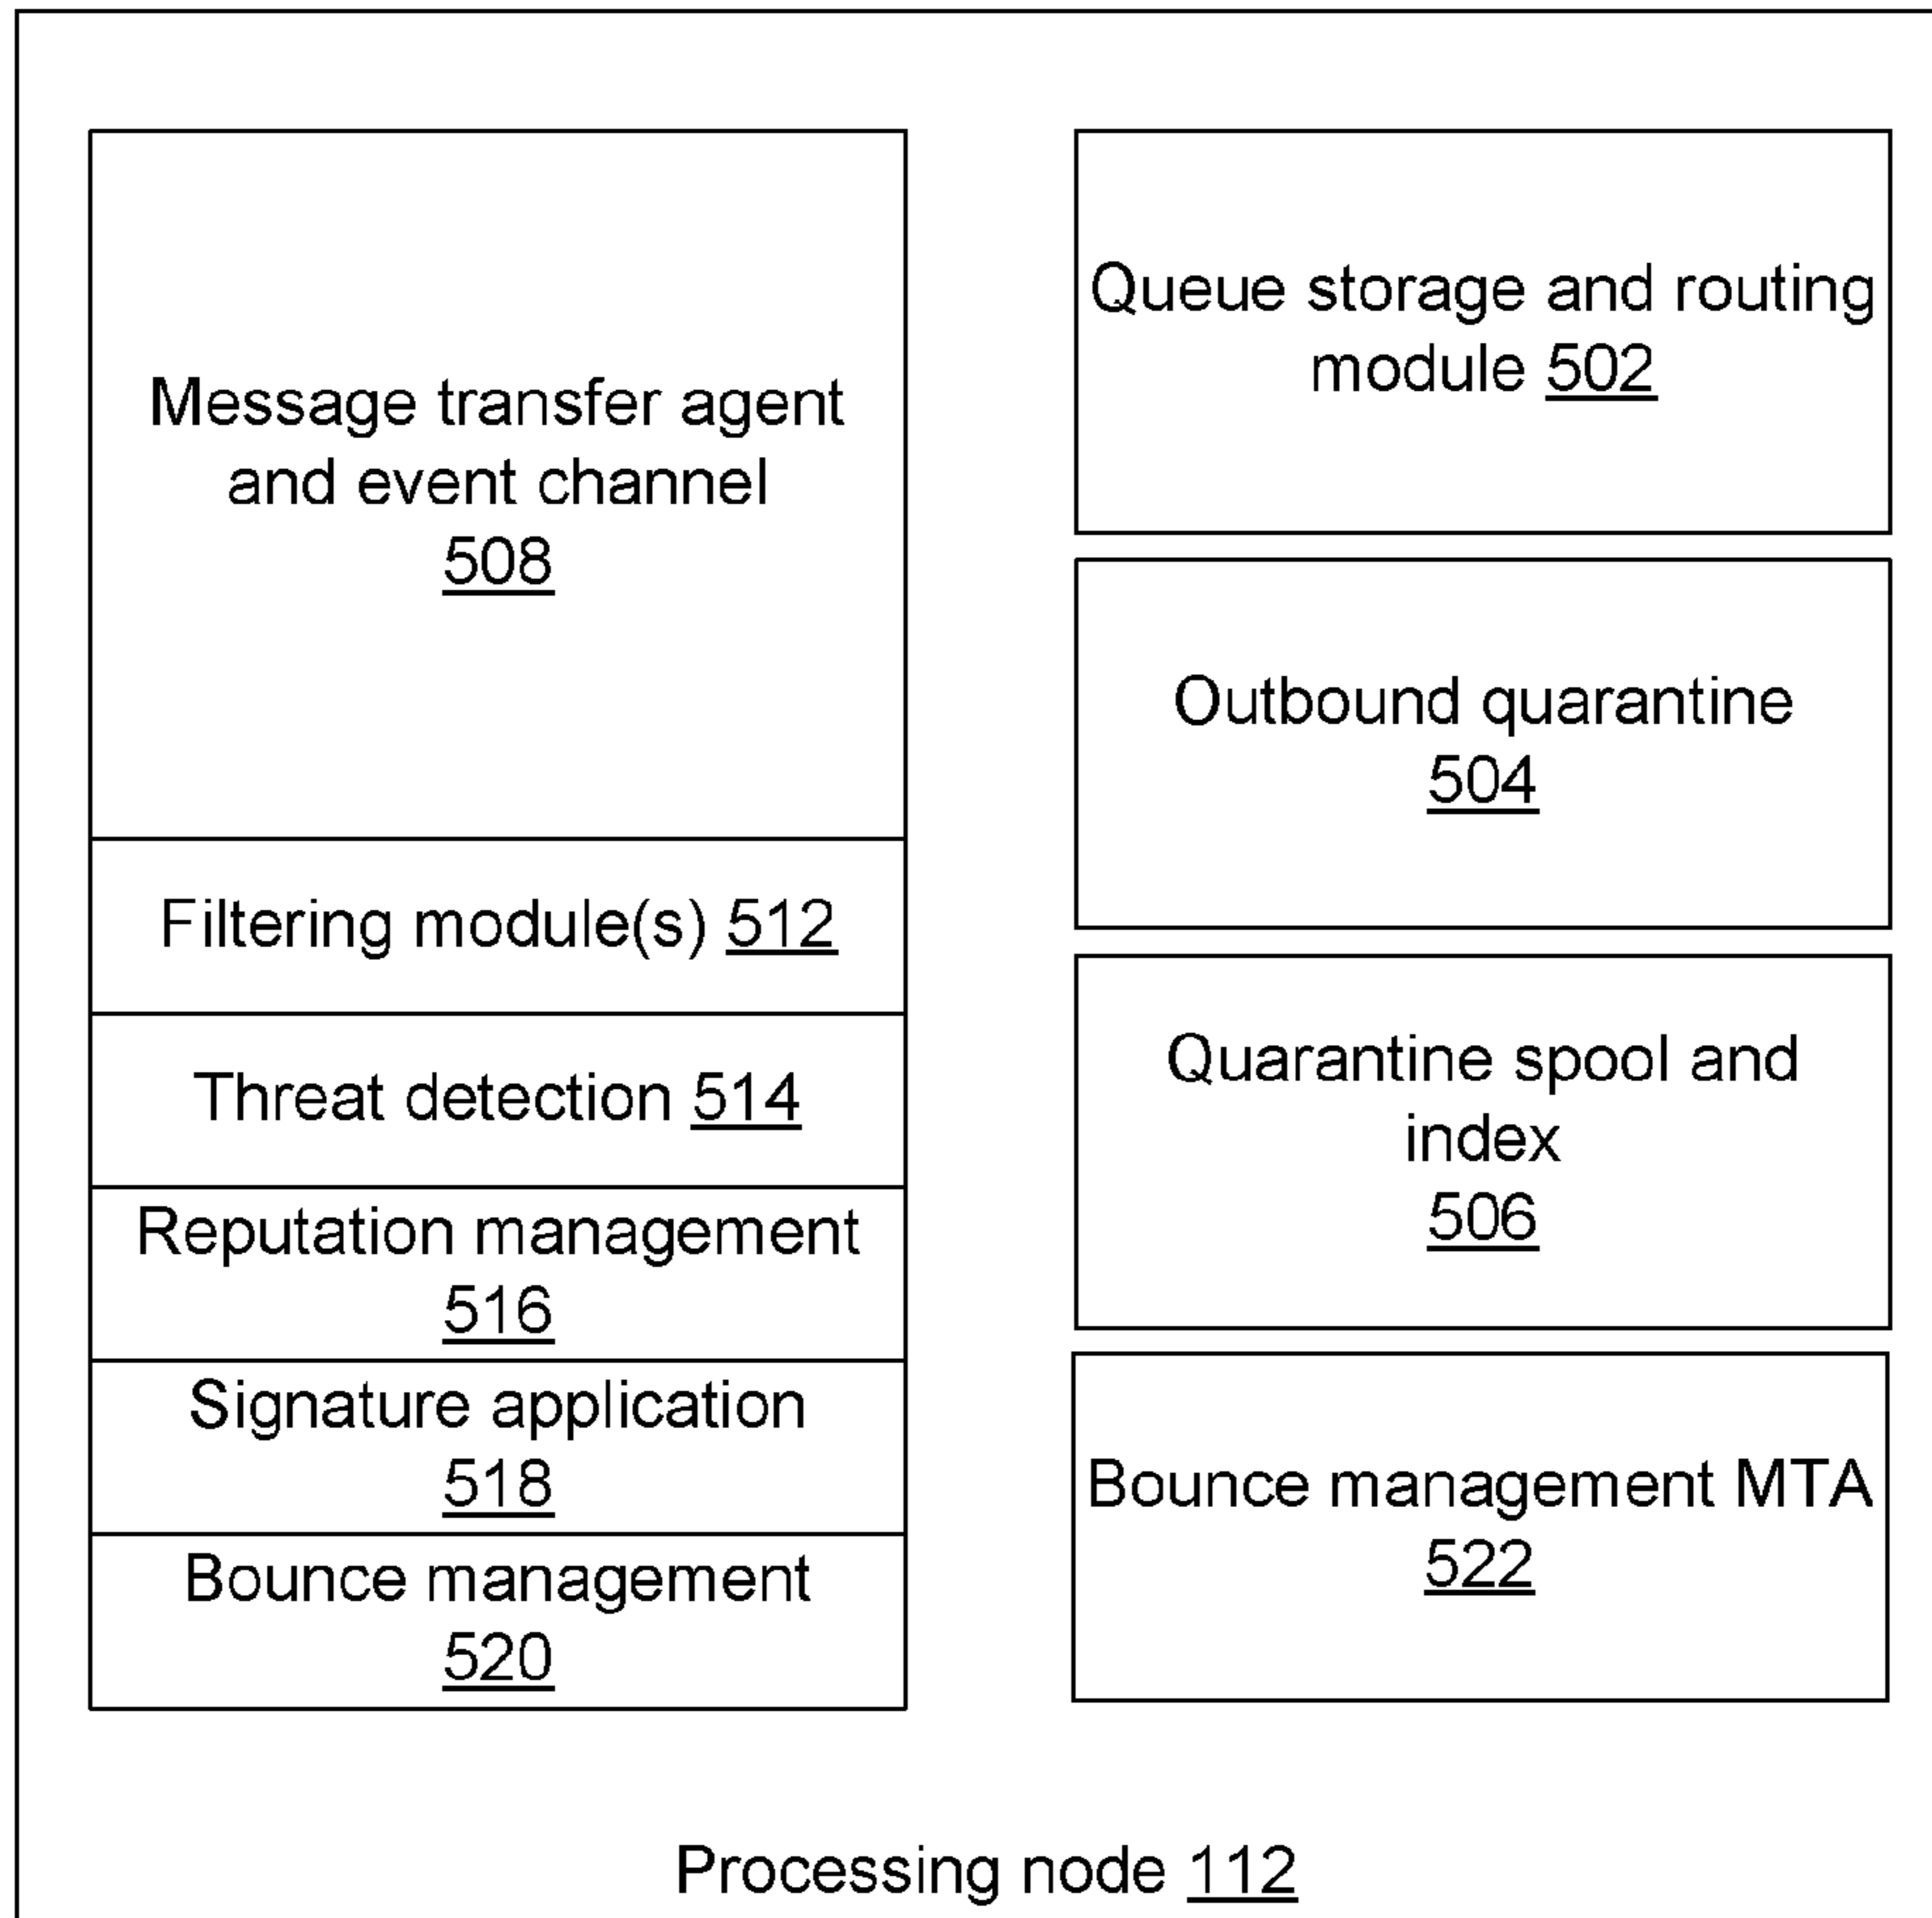 Message transfer agent
and event channel
508
Filtering module(s) 512
Threat detection 514
Reputation management
516
Signature application
518
Bounce management
520
Queue storage and routing
module 502
Outbound quarantine
504
Quarantine spool and
index
506
Bounce management MTA
522
Processing node 112